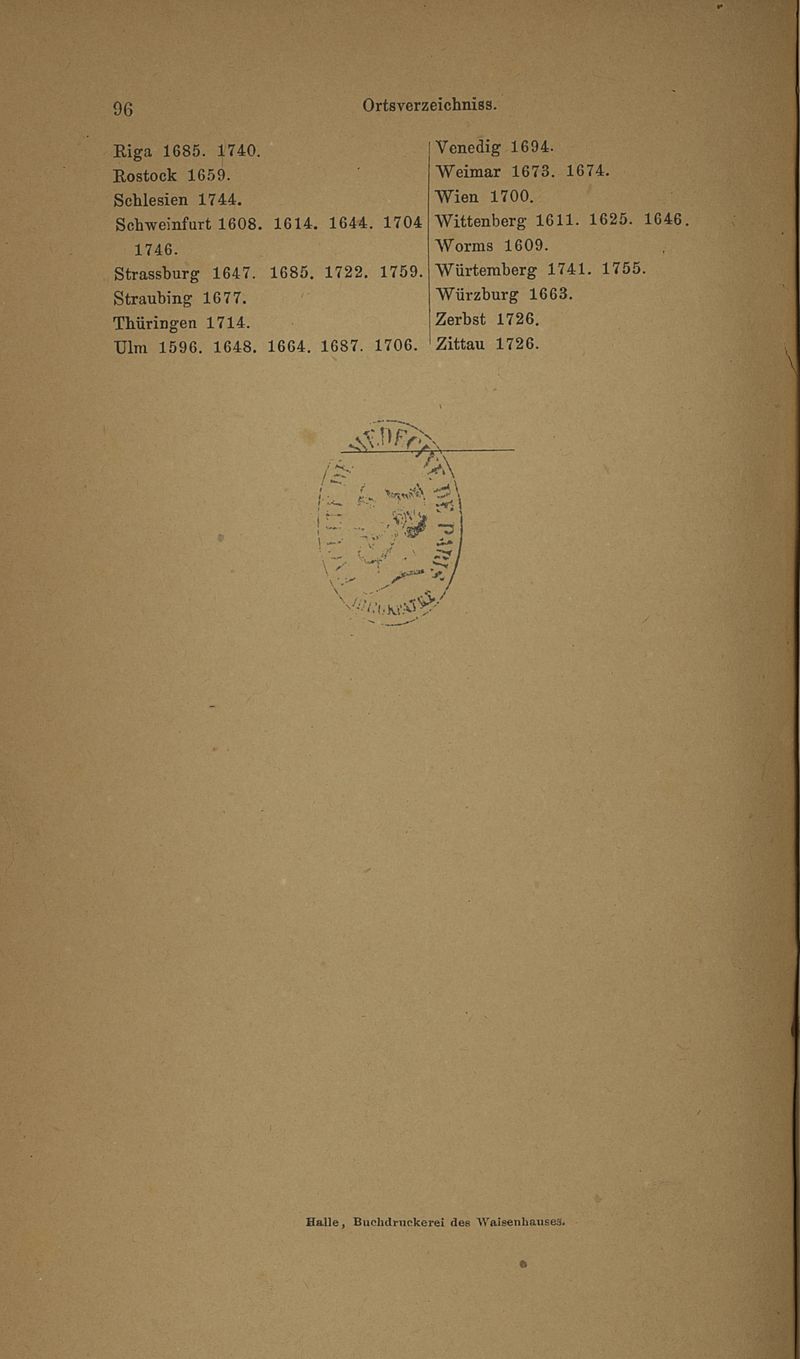 96
Ortsverzeichniss.
Riga 1685. 1740.
Rostock 1659.
Schlesien 1744.
Schweinfurt 1608. 1614. 1644. 1704
1746.
Strassburg 1647. 1685. 1722. 1759.
Straubing 1677.
Thüringen 1714.
Ulm 1596. 1648. 1664. 1687. 1706.
Venedig 1694.
Weimar 1673. 1674.
Wien 1700.
Wittenberg 1611. 1625. 1646.
Worms 1609.
Würtemberg 1741. 1755.
Würzburg 1663.
Zerbst 1726.
Zittau 1726.
Halle, Buchdruckerei des Waisenhauses.